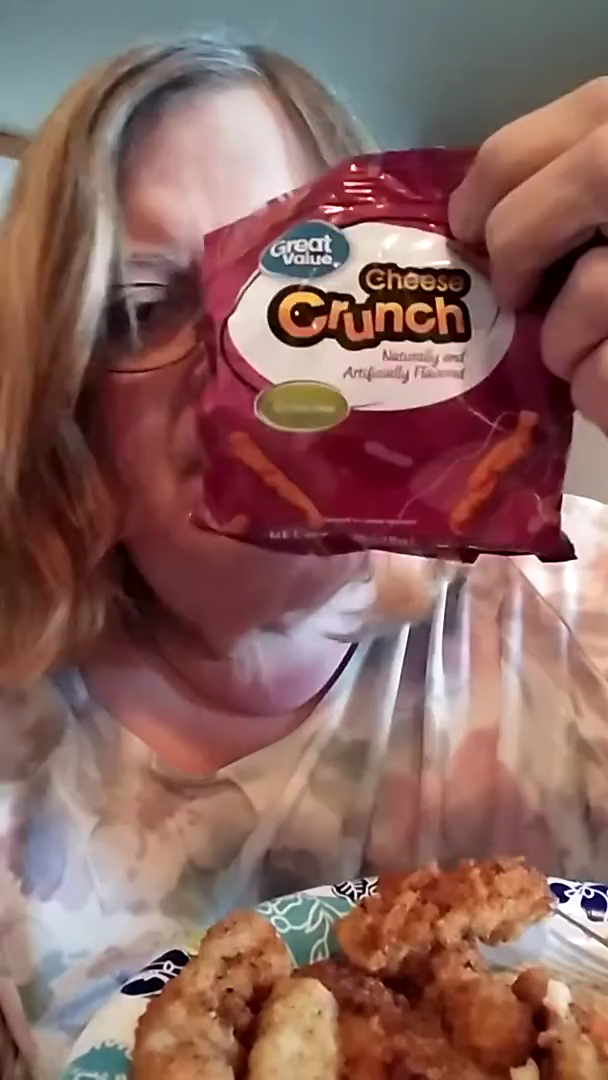 Great
Value
Cheese
Crunch
Naturally and
Artificially Flavored